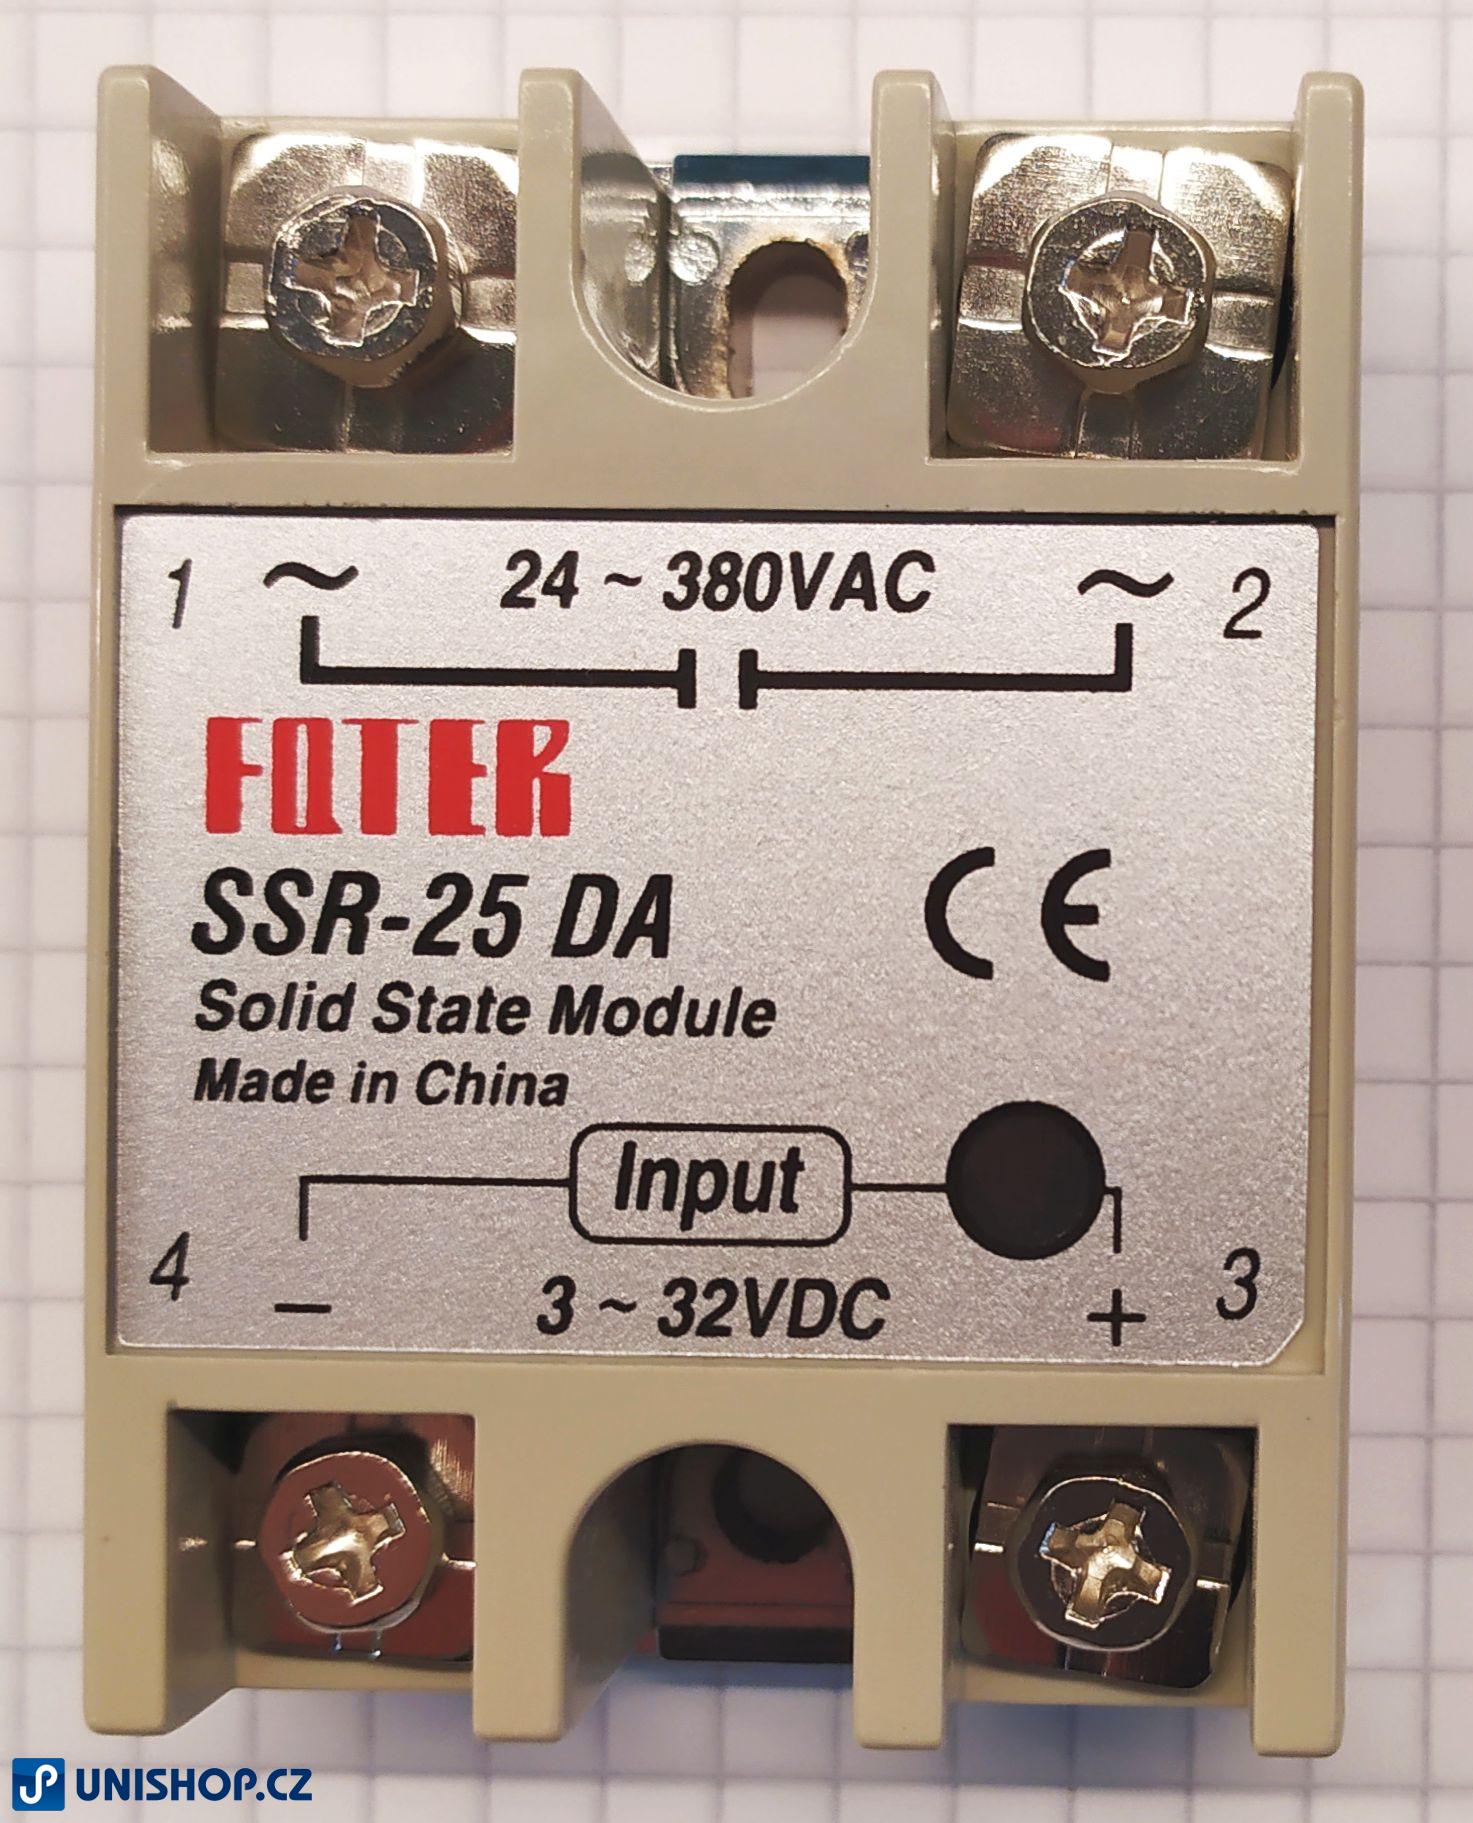 1 ~ 24 ~ 380VAC ~ 2
FOTER
SSR-25 DA
CE
Solid State Module
Made in China
Input
4 − 3 ~ 32VDC + 3
UNISHOP.CZ